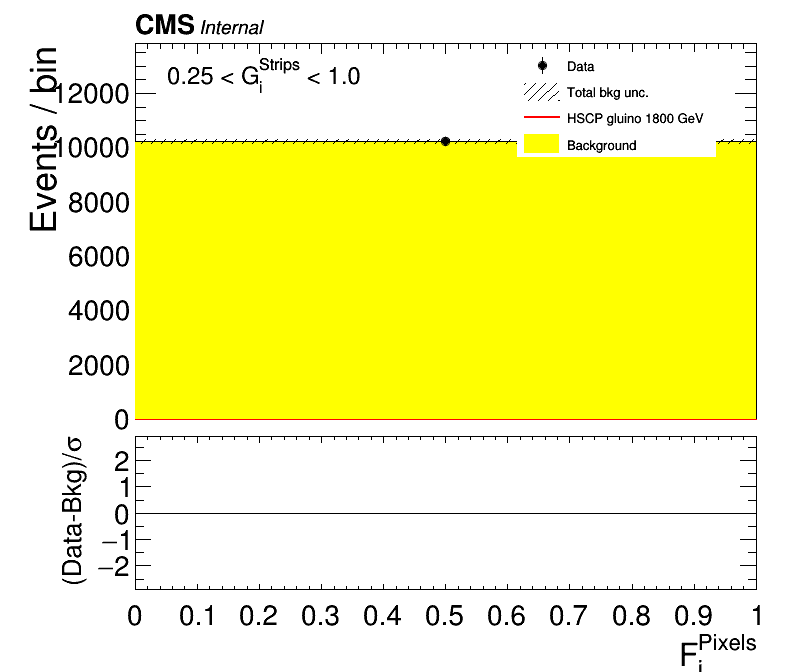 CMS Internal
Events / bin
0.25 < G_i^Strips < 1.0
Data
Total bkg unc.
HSCP gluino 1800 GeV
Background
12000
10000
8000
6000
4000
2000
0
(Data-Bkg)/σ
2
1
0
−1
−2
0 0.1 0.2 0.3 0.4 0.5 0.6 0.7 0.8 0.9 1
F_i^Pixels